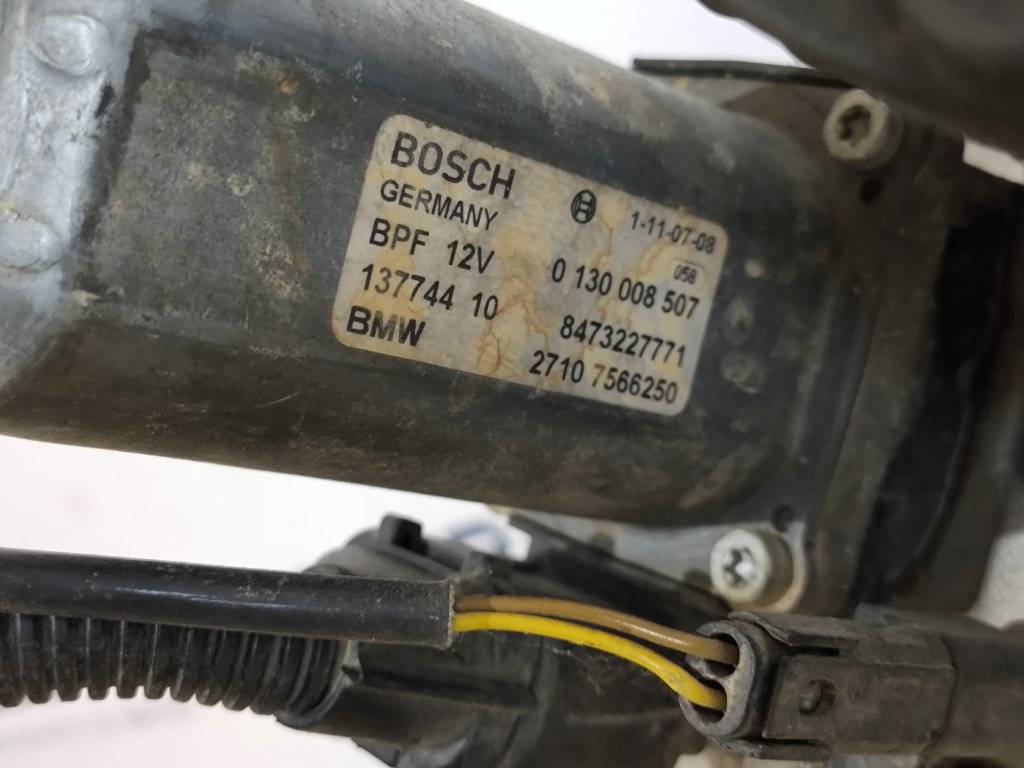 BOSCH
GERMANY 1-11-07-08
BPF 12V 058
0 130 008 507
137744 10 8473227771
BMW 2710 7566250